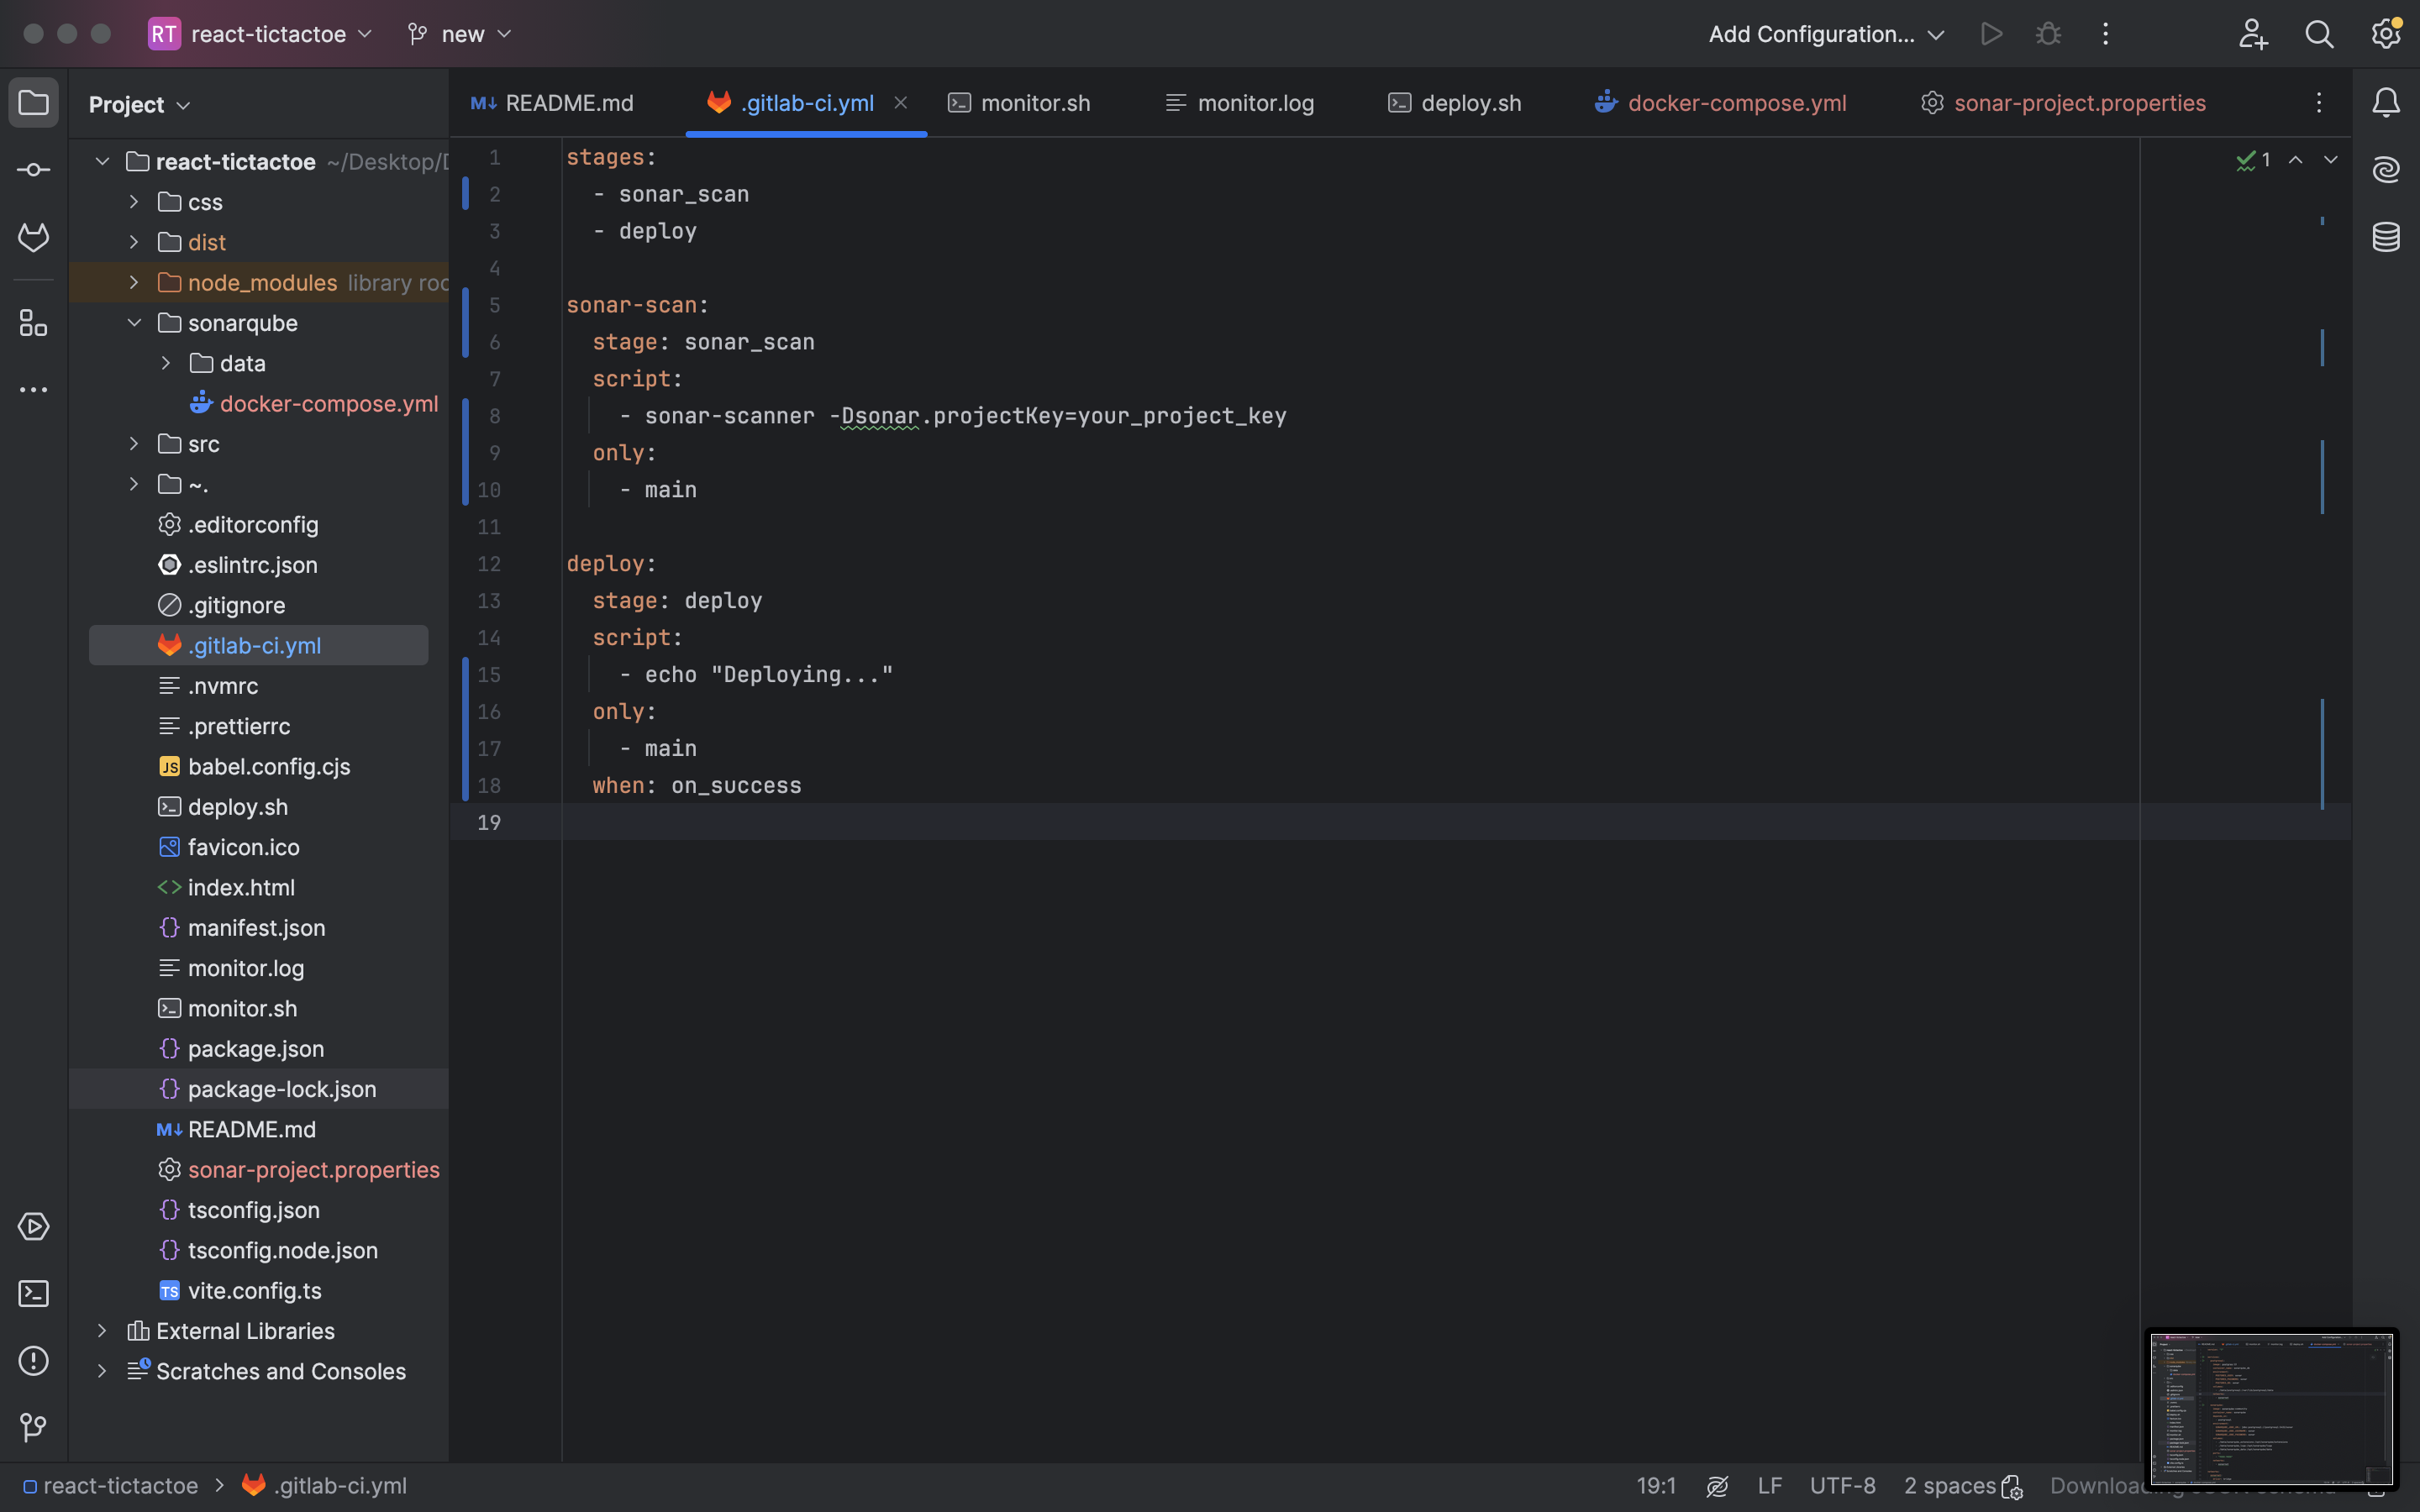 RT react-tictactoe new Add Configuration...
Project
README.md .gitlab-ci.yml monitor.sh monitor.log deploy.sh docker-compose.yml sonar-project.properties
react-tictactoe ~/Desktop/
css
dist
node_modules library roo
sonarqube
data
docker-compose.yml
src
~.
.editorconfig
.eslintrc.json
.gitignore
.gitlab-ci.yml
.nvmrc
.prettierrc
babel.config.cjs
deploy.sh
favicon.ico
index.html
manifest.json
monitor.log
monitor.sh
package.json
package-lock.json
README.md
sonar-project.properties
tsconfig.json
tsconfig.node.json
vite.config.ts
External Libraries
Scratches and Consoles
1 stages:
2 - sonar_scan
3 - deploy
4
5 sonar-scan:
6 stage: sonar_scan
7 script:
8 - sonar-scanner -Dsonar.projectKey=your_project_key
9 only:
10 - main
11
12 deploy:
13 stage: deploy
14 script:
15 - echo "Deploying..."
16 only:
17 - main
18 when: on_success
19
1
react-tictactoe > .gitlab-ci.yml 19:1 LF UTF-8 2 spaces